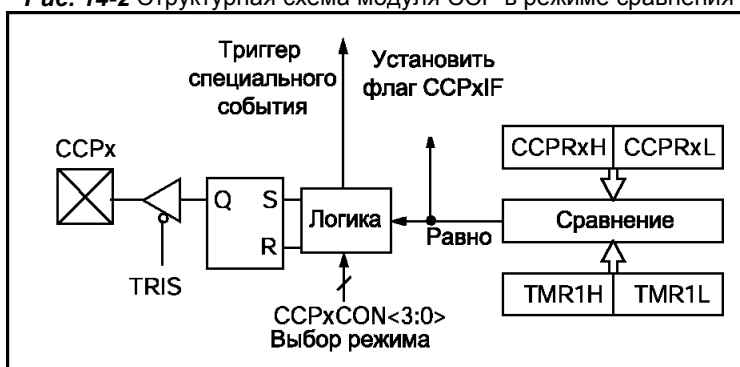 Рис. 14-2 Структурная схема модуля CCP в режиме сравнения
Триггер
специального
события
Установить
флаг CCPxIF
CCPx
CCPRxH CCPRxL
Q S
R
Логика
Равно
Сравнение
TRIS
TMR1H TMR1L
CCPxCON<3:0>
Выбор режима